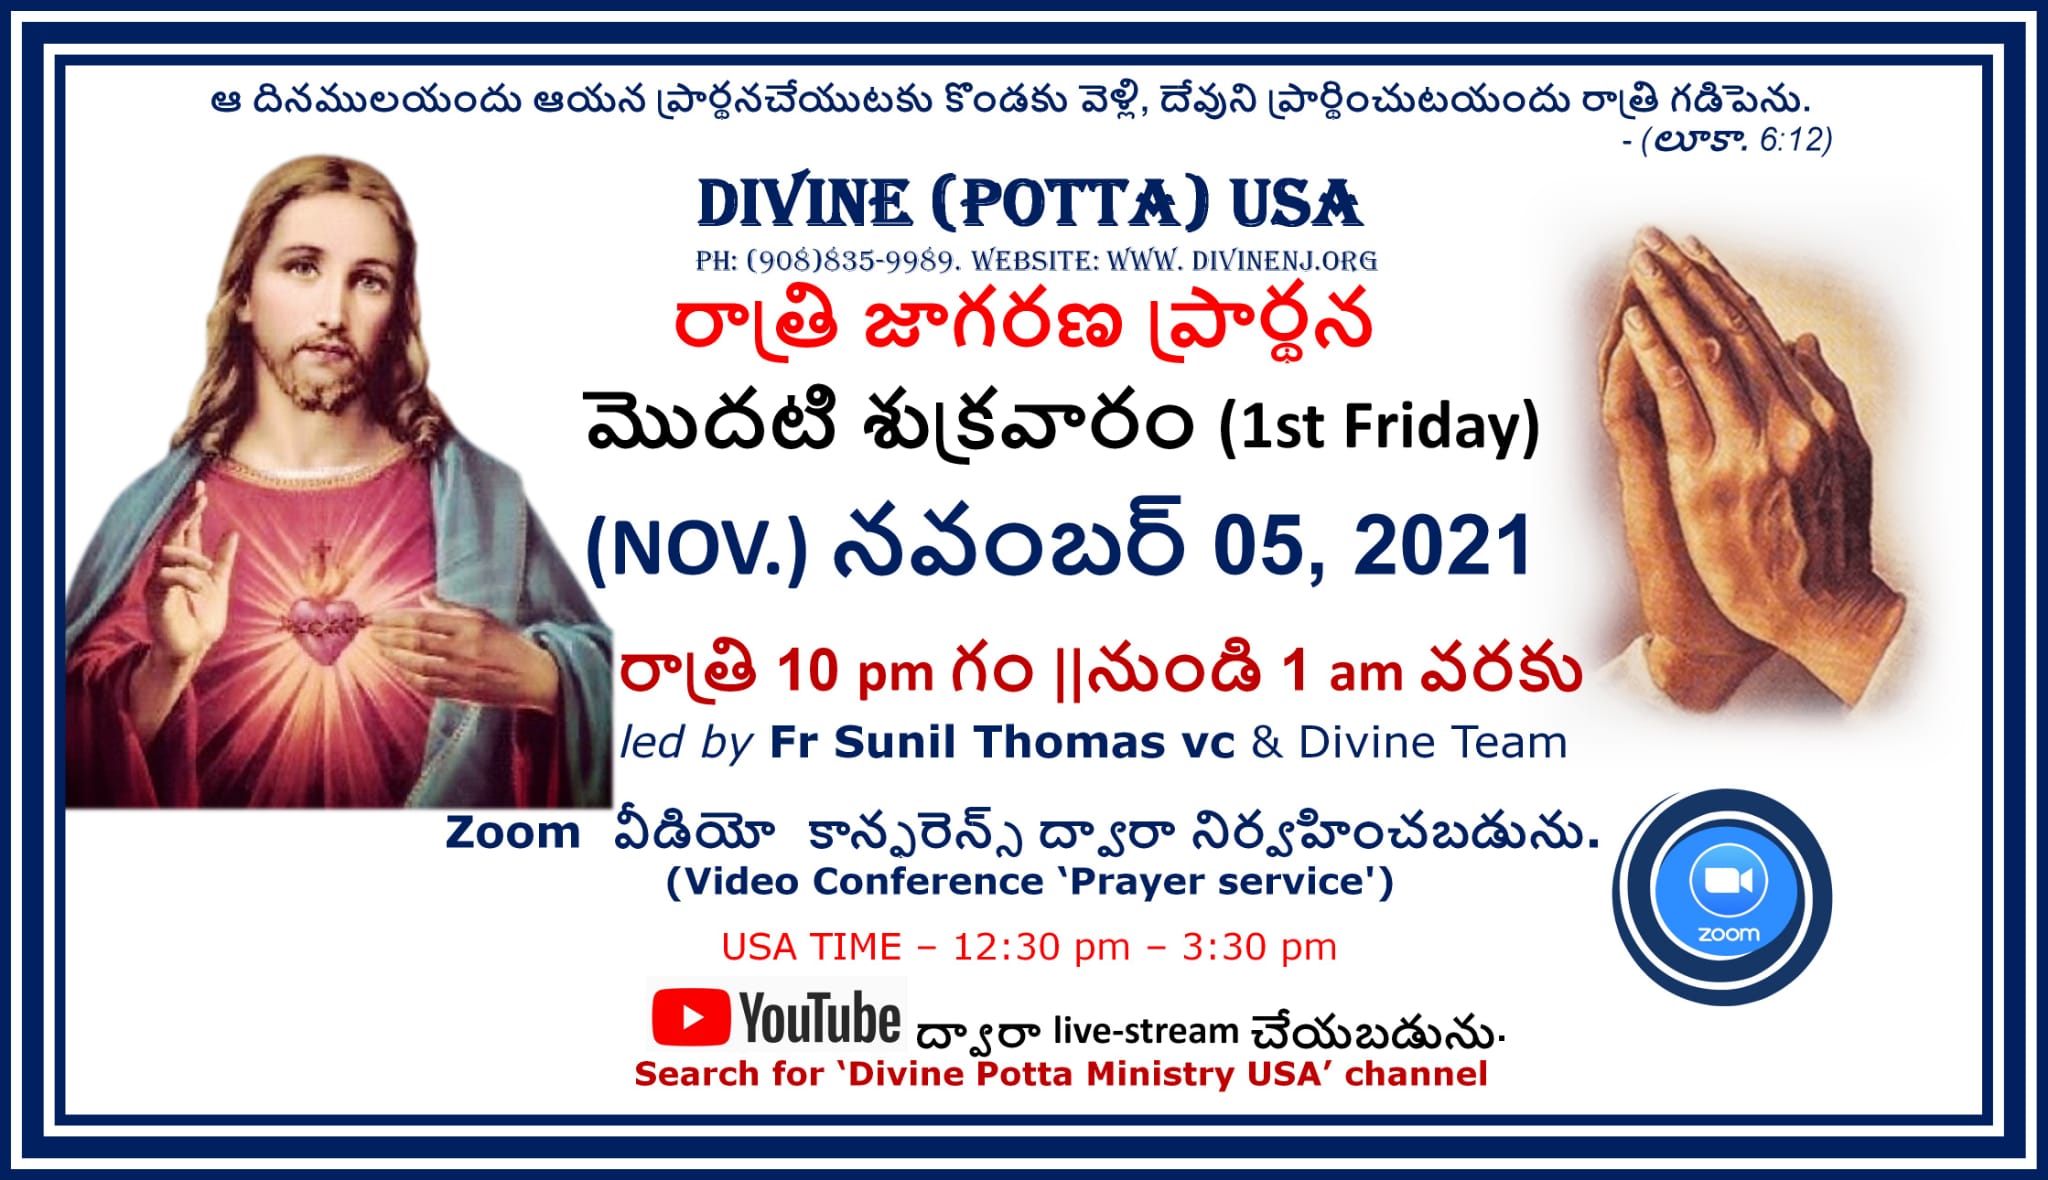 ఆ దినములయందు ఆయన ప్రార్థనచేయుటకు కొండకు వెళ్లి, దేవుని ప్రార్థించుటయందు రాత్రి గడిపెను.
- (లూకా. 6:12)
DIVINE (POTTA) USA
PH: (908)835-9989. WEBSITE: WWW. DIVINENJ.ORG
రాత్రి జాగరణ ప్రార్థన
మొదటి శుక్రవారం (1st Friday)
(NOV.) నవంబర్ 05, 2021
రాత్రి 10 pm గం ||నుండి 1 am వరకు
led by Fr Sunil Thomas vc & Divine Team
Zoom వీడియో కాన్ఫరెన్స్ ద్వారా నిర్వహించబడును.
(Video Conference ‘Prayer service')
zoom
USA TIME – 12:30 pm – 3:30 pm
YouTube ద్వారా live-stream చేయబడును.
Search for ‘Divine Potta Ministry USA’ channel